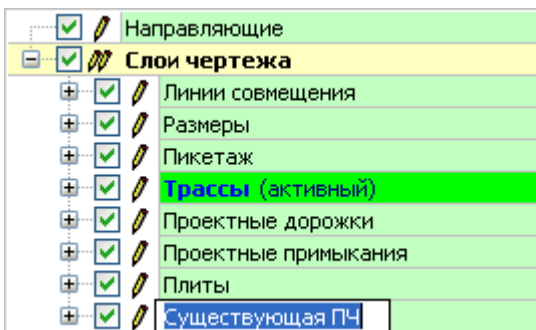 Направляющие
Слои чертежа
Линии совмещения
Размеры
Пикетаж
Трассы (активный)
Проектные дорожки
Проектные примыкания
Плиты
Существующая ПЧ